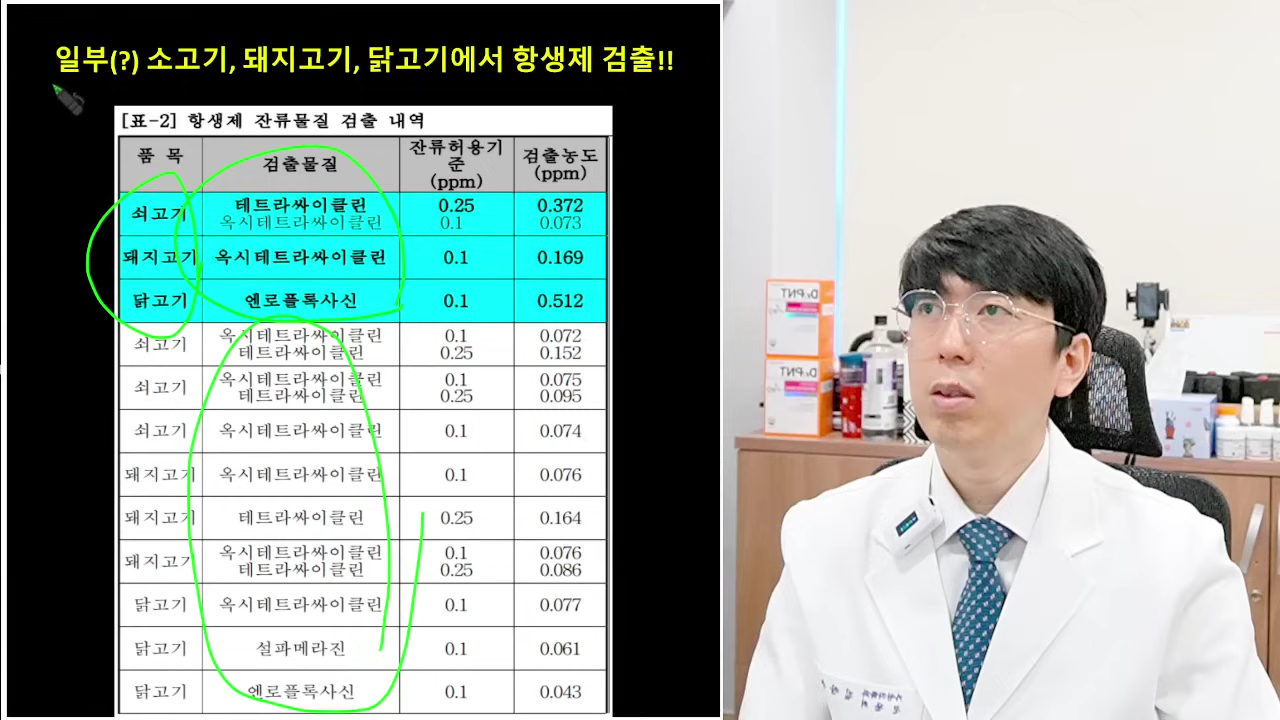 일부(?) 소고기, 돼지고기, 닭고기에서 항생제 검출!!
[표-2] 항생제 잔류물질 검출 내역
품 목 검출물질 잔류허용기준 (ppm) 검출농도 (ppm)
쇠고기 테트라싸이클린 0.25 0.372
옥시테트라싸이클린 0.1 0.073
돼지고기 옥시테트라싸이클린 0.1 0.169
닭고기 엔로플록사신 0.1 0.512
쇠고기 옥시테트라싸이클린 0.1 0.072
테트라싸이클린 0.25 0.152
쇠고기 옥시테트라싸이클린 0.1 0.075
테트라싸이클린 0.25 0.095
쇠고기 옥시테트라싸이클린 0.1 0.074
돼지고기 옥시테트라싸이클린 0.1 0.076
돼지고기 테트라싸이클린 0.25 0.164
돼지고기 옥시테트라싸이클린 0.1 0.076
테트라싸이클린 0.25 0.086
닭고기 옥시테트라싸이클린 0.1 0.077
닭고기 설파메라진 0.1 0.061
닭고기 엔로플록사신 0.1 0.043
Dr.PNT
Dr.PNT